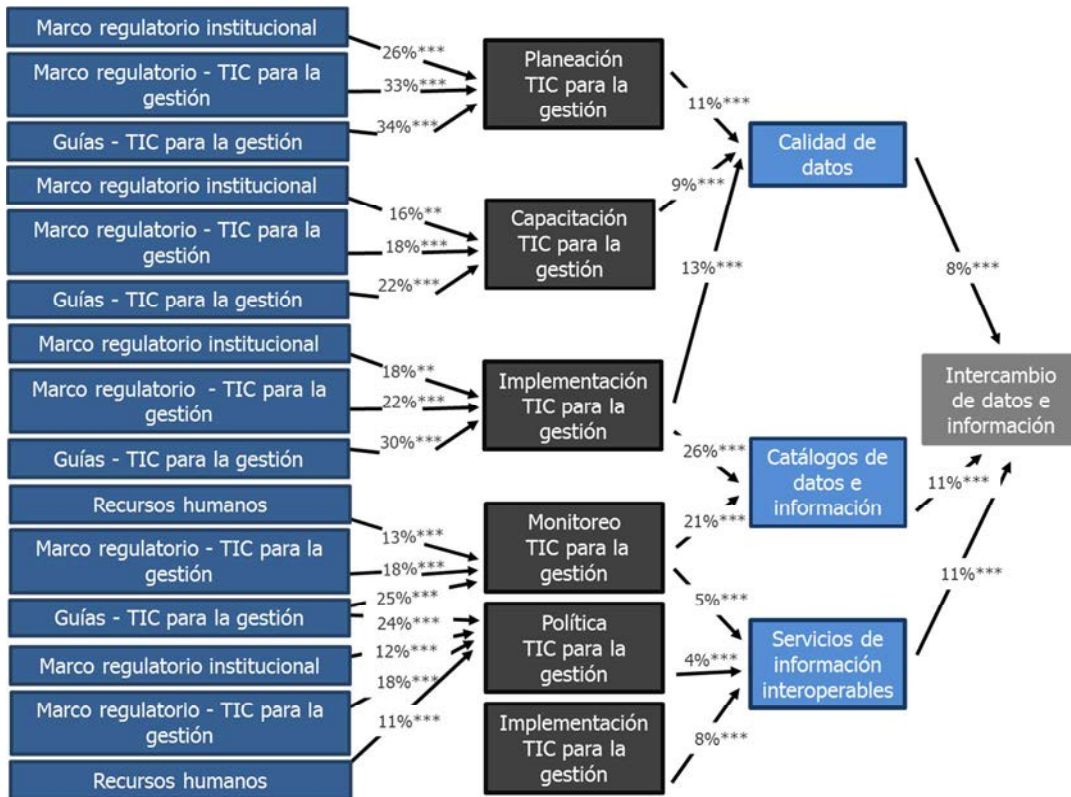 Marco regulatorio institucional
Marco regulatorio - TIC para la
gestión
Guías - TIC para la gestión
Marco regulatorio institucional
Marco regulatorio - TIC para la
gestión
Guías - TIC para la gestión
Marco regulatorio institucional
Marco regulatorio - TIC para la
gestión
Guías - TIC para la gestión
Recursos humanos
Marco regulatorio - TIC para la
gestión
Guías - TIC para la gestión
Marco regulatorio institucional
Marco regulatorio - TIC para la
gestión
Recursos humanos
26%***
33%***
34%***
16%**
18%***
22%***
18%**
22%***
30%***
13%***
18%***
25%***
24%***
12%***
18%***
11%***
Planeación
TIC para la
gestión
Capacitación
TIC para la
gestión
Implementación
TIC para la
gestión
Monitoreo
TIC para la
gestión
Política
TIC para la
gestión
Implementación
TIC para la
gestión
11%***
9%***
13%***
26%***
21%***
5%***
4%***
8%***
Calidad de
datos
Catálogos de
datos e
información
Servicios de
información
interoperables
8%***
11%***
11%***
Intercambio
de datos e
información